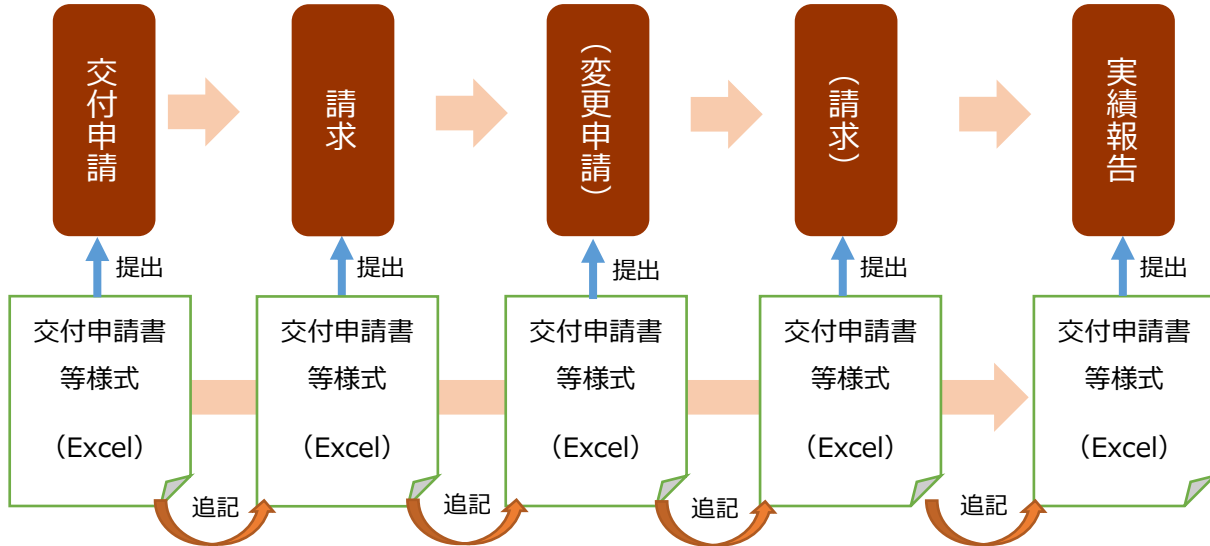 交付申請
請求
（変更申請）
（請求）
実績報告
提出
提出
提出
提出
提出
交付申請書
等様式
（Excel）
交付申請書
等様式
（Excel）
交付申請書
等様式
（Excel）
交付申請書
等様式
（Excel）
交付申請書
等様式
（Excel）
追記
追記
追記
追記